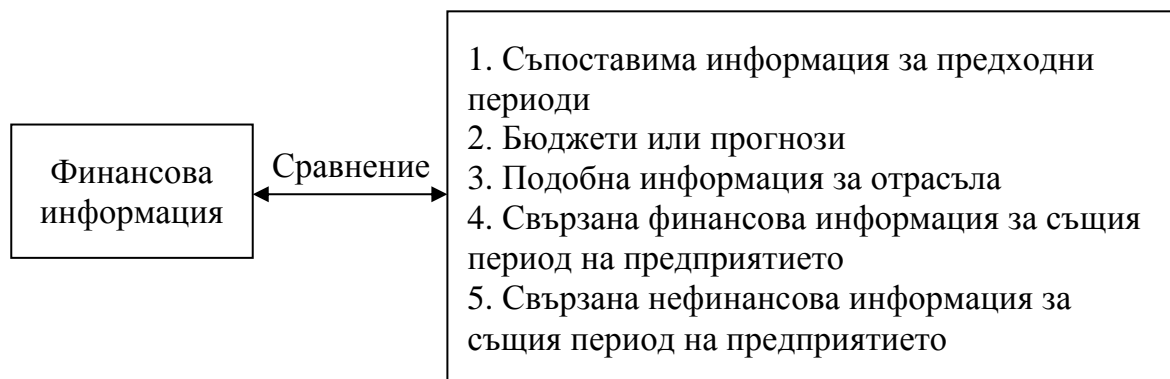 Финансова
информация
Сравнение
1. Съпоставима информация за предходни
периоди
2. Бюджети или прогнози
3. Подобна информация за отрасъла
4. Свързана финансова информация за същия
период на предприятието
5. Свързана нефинансова информация за
същия период на предприятието